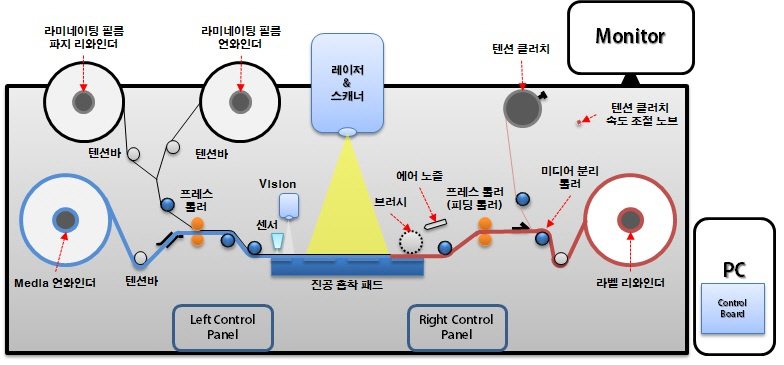 라미네이팅 필름
파지 리와인더
라미네이팅 필름
언와인더
레이저
&
스캐너
텐션 클러치
Monitor
텐션 클러치
속도 조절 노브
텐션바
텐션바
프레스
롤러
Vision
센서
브러시
에어 노즐
프레스 롤러
(피딩 롤러)
미디어 분리
롤러
Media 언와인더
텐션바
진공 흡착 패드
라벨 리와인더
Left Control
Panel
Right Control
Panel
PC
Control
Board